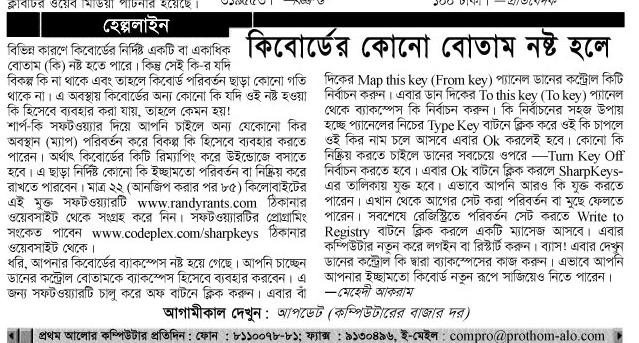 ক্লাবটির ওয়েব মিডিয়া পার্টনার হয়েছে।
১০০ টাকা। —প্রতিবেদক
হেল্পলাইন
কিবোর্ডের কোনো বোতাম নষ্ট হলে
বিভিন্ন কারণে কিবোর্ডের নির্দিষ্ট একটি বা একাধিক
বোতাম (কি) নষ্ট হতে পারে। কিন্তু সেই কি-র যদি
বিকল্প কি না থাকে এবং তাহলে কিবোর্ড পরিবর্তন ছাড়া কোনো গতি
থাকে না। এ অবস্থায় কিবোর্ডের অন্য কোনো কি যদি ওই নষ্ট হওয়া
কি হিসেবে ব্যবহার করা যায়, তাহলে কেমন হয়!
শার্প-কি সফটওয়্যার দিয়ে আপনি চাইলে অন্য যেকোনো কির
অবস্থান (ম্যাপ) পরিবর্তন করে বিকল্প কি হিসেবে ব্যবহার করতে
পারেন। অর্থাৎ কিবোর্ডের কিটি রিম্যাপিং করে উইন্ডোজে বসাতে
হবে। এ ছাড়া নির্দিষ্ট কোনো কি ইচ্ছামতো পরিবর্তন বা নিষ্ক্রিয় করে
রাখতে পারবেন। মাত্র ২২ (আনজিপ করার পর ৮৫) কিলোবাইটের
এই মুক্ত সফটওয়্যারটি www.randyrants.com ঠিকানার
ওয়েবসাইট থেকে সংগ্রহ করে নিন। সফটওয়্যারটির প্রোগ্রামিং
সংকেত পাবেন www.codeplex.com/sharpkeys ঠিকানার
ওয়েবসাইট থেকে।
ধরি, আপনার কিবোর্ডের ব্যাকস্পেস নষ্ট হয়ে গেছে। আপনি চাচ্ছেন
ডানের কন্ট্রোল বোতামকে ব্যাকস্পেস হিসেবে ব্যবহার করবেন। এ
জন্য সফটওয়্যারটি চালু করে অফ বাটনে ক্লিক করুন। এবার বাঁ
দিকের Map this key (From key) প্যানেল ডানের কন্ট্রোল কিটি
নির্বাচন করুন। এবার ডান দিকের To this key (To key) প্যানেল
থেকে ব্যাকস্পেস কি নির্বাচন করুন। কি নির্বাচনের সহজ উপায়
হচ্ছে প্যানেলের নিচের Type Key বাটনে ক্লিক করে ওই কি চাপলে
ওই কির নাম চলে আসবে এবার Ok করলেই হবে। কোনো কি
নিষ্ক্রিয় করতে চাইলে ডানের সবচেয়ে ওপরে —Turn Key Off
নির্বাচন করতে হবে। এবার Ok বাটনে ক্লিক করলে SharpKeys-
এর তালিকায় যুক্ত হবে। এভাবে আপনি আরও কি যুক্ত করতে
পারেন। এখান থেকে আগের সেট করা পরিবর্তন বা মুছে ফেলতে
পারেন। সবশেষে রেজিস্ট্রিতে পরিবর্তন সেট করতে Write to
Registry বাটনে ক্লিক করলে একটি ম্যাসেজ আসবে। এবার
কম্পিউটার নতুন করে লগইন বা রিস্টার্ট করুন। ব্যাস! এবার দেখুন
ডানের কন্ট্রোল কি দ্বারা ব্যাকস্পেসের কাজ করুন। এভাবে আপনি
আপনার ইচ্ছামতো কিবোর্ড নতুন রূপে সাজিয়েও নিতে পারেন।
—মেহেদী আকরাম
আগামীকাল দেখুন : আপডেট (কম্পিউটারের বাজার দর)
প্রথম আলোর কম্পিউটার প্রতিদিন : ফোন : ৮১১০০৭৮-৮১; ফ্যাক্স : ৯১৩০৪৯৬, ই-মেইল : compro@prothom-alo.com